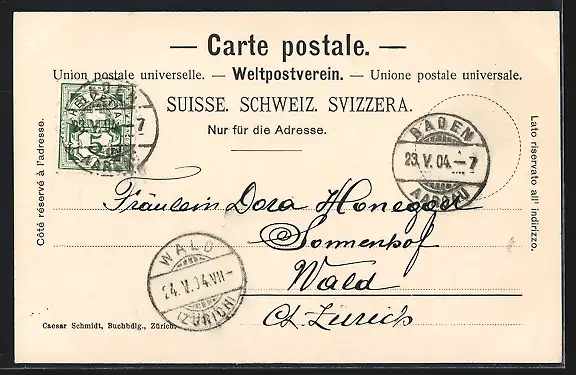 — Carte postale. —
Union postale universelle. — Weltpostverein. — Unione postale universale.
SUISSE. SCHWEIZ. SVIZZERA.
Nur für die Adresse.
Côté réservé à l'adresse.
Lato riservato all' indirizzo.
BADEN
23. V. 04. – 7
Fräulein Dora Honegger
Sonnenhof
Wald
Ct. Zürich
WALD
24. V. 04 VII –
(ZÜRICH)
Caesar Schmidt, Buchhdlg., Zürich.